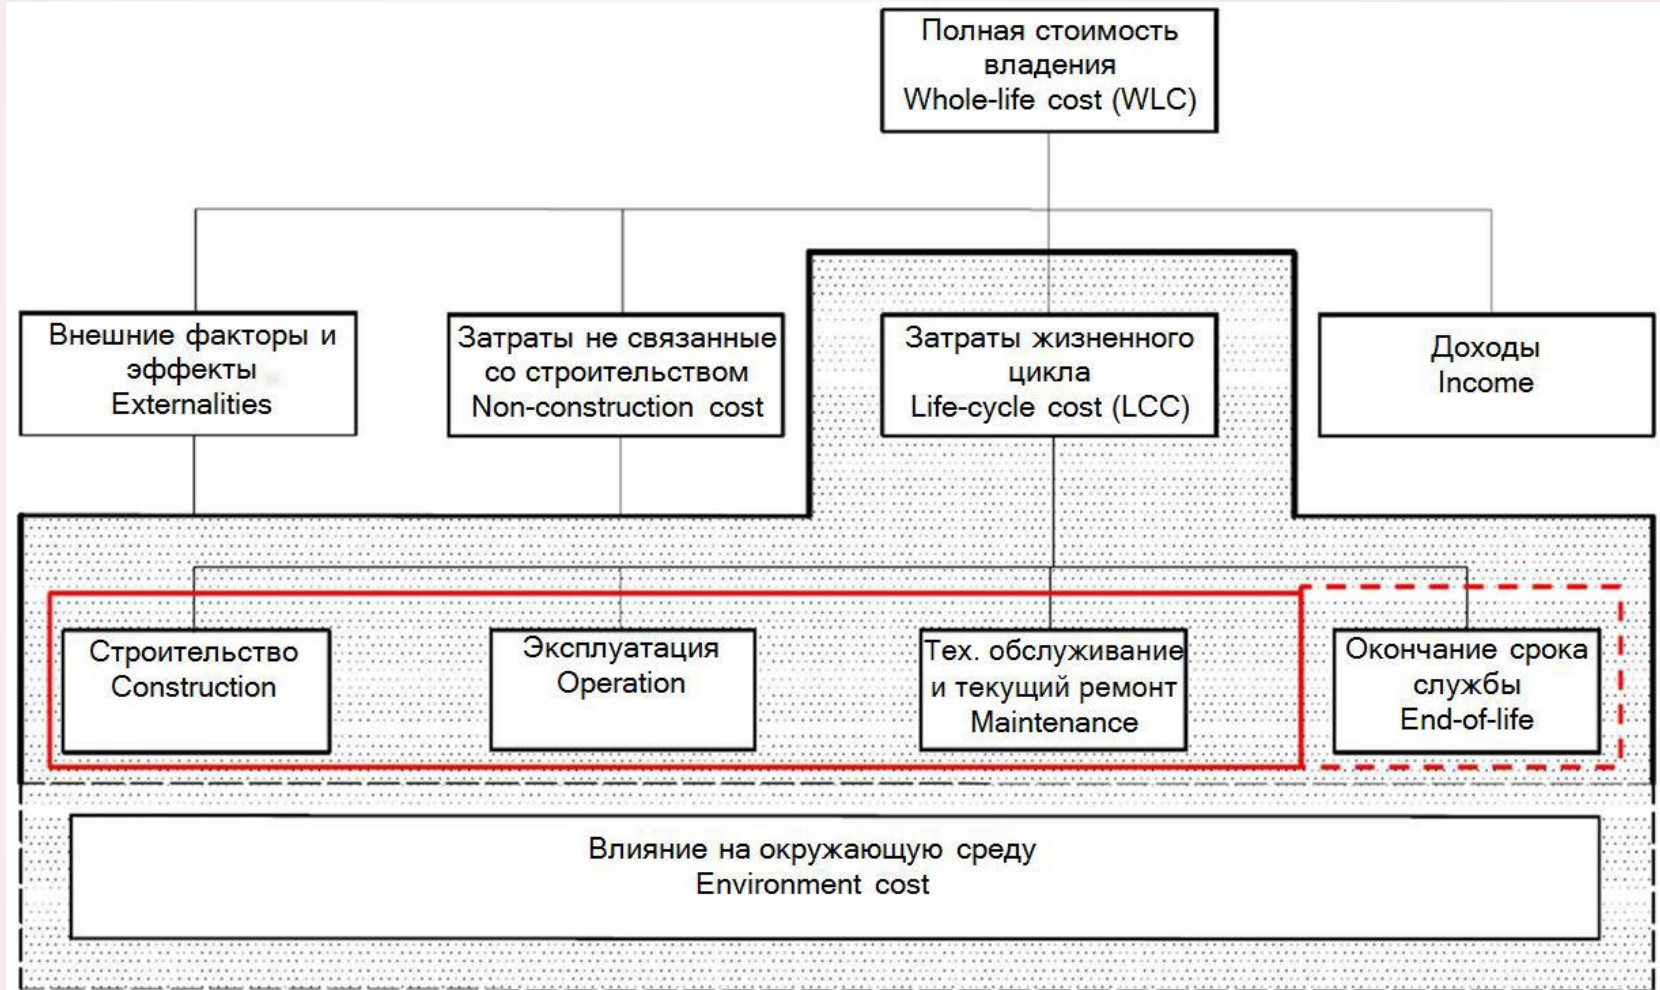 Полная стоимость
владения
Whole-life cost (WLC)
Внешние факторы и
эффекты
Externalities
Затраты не связанные
со строительством
Non-construction cost
Затраты жизненного
цикла
Life-cycle cost (LCC)
Доходы
Income
Строительство
Construction
Эксплуатация
Operation
Тех. обслуживание
и текущий ремонт
Maintenance
Окончание срока
службы
End-of-life
Влияние на окружающую среду
Environment cost